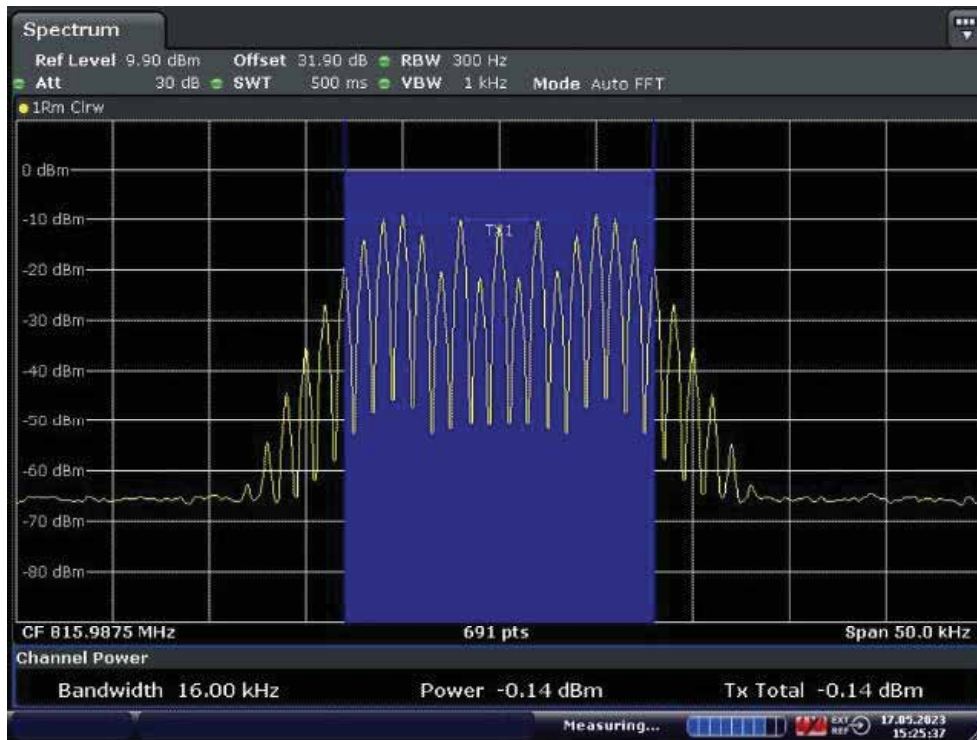 Spectrum
Ref Level 9.90 dBm Offset 31.90 dB RBW 300 Hz
Att 30 dB SWT 500 ms VBW 1 kHz Mode Auto FFT
1Rm Clrw
0 dBm
-10 dBm
Tx1
-20 dBm
-30 dBm
-40 dBm
-50 dBm
-60 dBm
-70 dBm
-80 dBm
CF 815.9875 MHz 691 pts Span 50.0 kHz
Channel Power
Bandwidth 16.00 kHz Power -0.14 dBm Tx Total -0.14 dBm
Measuring... EXT REF 17.05.2023
15:25:37